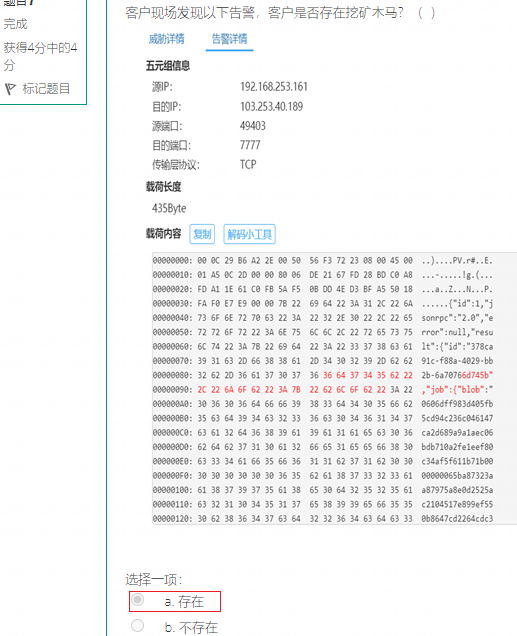 题目7
完成
获得4分中的4
分
标记题目
客户现场发现以下告警，客户是否存在挖矿木马？（ ）
威胁详情 告警详情
五元组信息
源IP： 192.168.253.161
目的IP： 103.253.40.189
源端口： 49403
目的端口： 7777
传输层协议： TCP
载荷长度
435Byte
载荷内容 复制 解码小工具
00000000: 00 0C 29 B6 A2 2E 00 50 56 F3 72 23 08 00 45 00 ..)....PV.r#..E.
00000010: 01 A5 0C 2D 00 00 80 06 DE 21 67 FD 28 BD C0 A8 ...-.....!g.(...
00000020: FD A1 1E 61 C0 FB 5A F5 0B DD 4E D3 BF A5 50 18 ...a..Z...N...P.
00000030: FA F0 E7 E9 00 00 7B 22 69 64 22 3A 31 2C 22 6A ......{"id":1,"j
00000040: 73 6F 6E 72 70 63 22 3A 22 32 2E 30 22 2C 22 65 sonrpc":"2.0","e
00000050: 72 72 6F 72 22 3A 6E 75 6C 6C 2C 22 72 65 73 75 rror":null,"resu
00000060: 6C 74 22 3A 7B 22 69 64 22 3A 22 33 37 38 63 61 lt":{"id":"378ca
00000070: 39 31 63 2D 66 38 38 61 2D 34 30 32 39 2D 62 62 91c-f88a-4029-bb
00000080: 32 62 2D 36 61 37 30 37 36 36 64 37 34 35 62 22 2b-6a70766d745b"
00000090: 2C 22 6A 6F 62 22 3A 7B 22 62 6C 6F 62 22 3A 22 ,"job":{"blob":"
000000A0: 30 36 30 36 64 66 66 39 38 33 64 34 30 35 66 62 0606dff983d405fb
000000B0: 35 63 64 39 34 63 32 33 36 63 30 34 36 31 34 37 5cd94c236c046147
000000C0: 63 61 32 64 36 38 39 61 39 61 31 61 65 63 30 36 ca2d689a9a1aec06
000000D0: 62 64 62 37 31 30 61 32 66 65 31 65 65 66 38 30 bdb710a2fe1eef80
000000E0: 63 33 34 61 66 35 66 36 31 31 62 37 31 62 30 30 c34af5f611b71b00
000000F0: 30 30 30 30 30 30 36 35 62 61 38 37 33 32 33 61 00000065ba87323a
00000100: 61 38 37 39 37 35 61 38 65 30 64 32 35 32 35 61 a87975a8e0d2525a
00000110: 63 32 31 30 34 35 31 37 65 38 39 39 65 66 35 35 c2104517e899ef55
00000120: 30 62 38 36 34 37 63 64 32 32 36 34 63 64 63 33 0b8647cd2264cdc3
选择一项：
a. 存在
b. 不存在